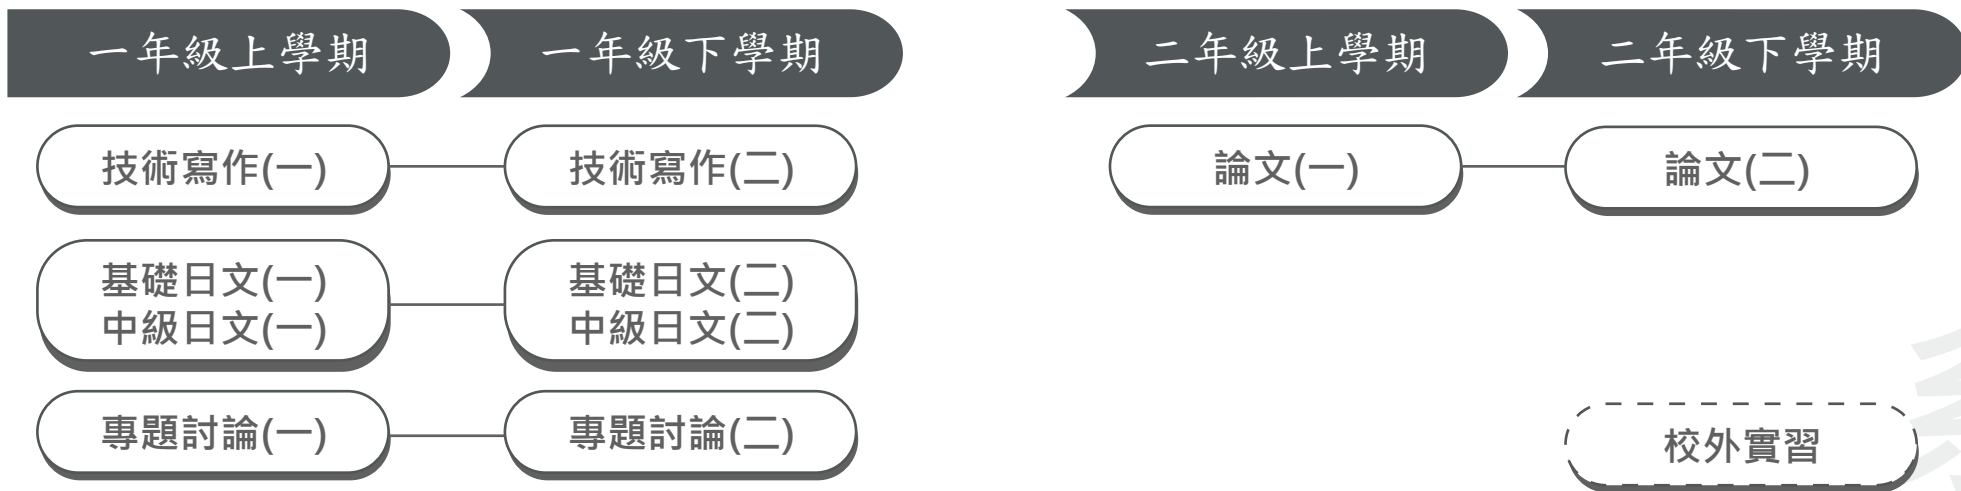 一年級上學期
一年級下學期
二年級上學期
二年級下學期
技術寫作(一)
技術寫作(二)
論文(一)
論文(二)
基礎日文(一)
中級日文(一)
基礎日文(二)
中級日文(二)
專題討論(一)
專題討論(二)
校外實習